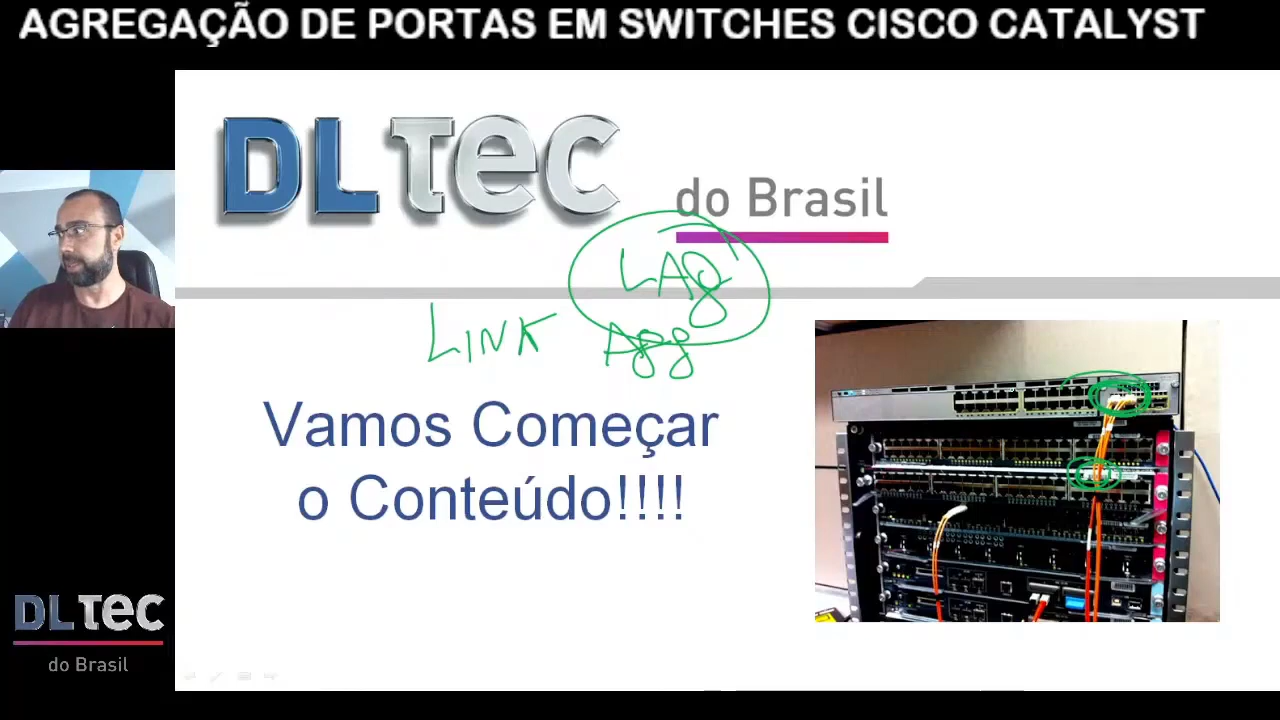 AGREGAÇÃO DE PORTAS EM SWITCHES CISCO CATALYST
DLTEC
do Brasil
LAG
LINK Agg
Vamos Começar
o Conteúdo!!!!
DLTEC
do Brasil